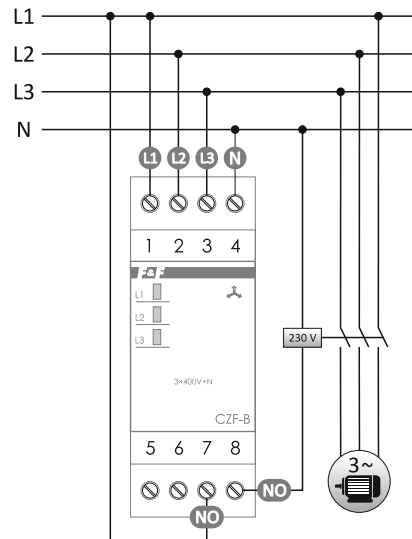 L1
L2
L3
N
L1 L2 L3 N
1 2 3 4
F&F
L1
L2
L3
3×400V+N
CZF-B
230 V
5 6 7 8
NO
NO
3~